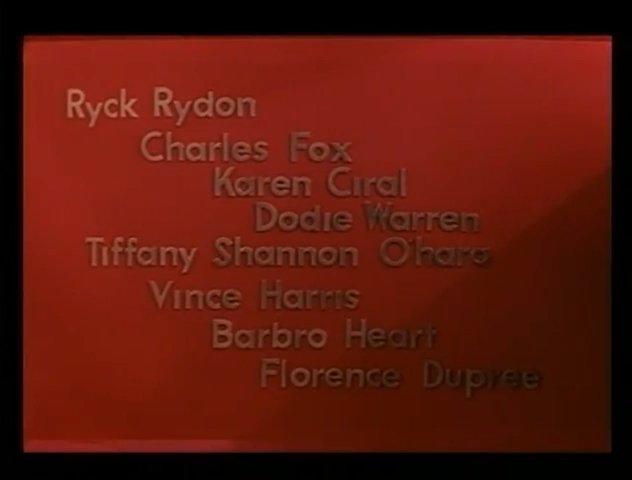 Ryck Rydon
Charles Fox
Karen Ciral
Dodie Warren
Tiffany Shannon O'hara
Vince Harris
Barbro Heart
Florence Dupree